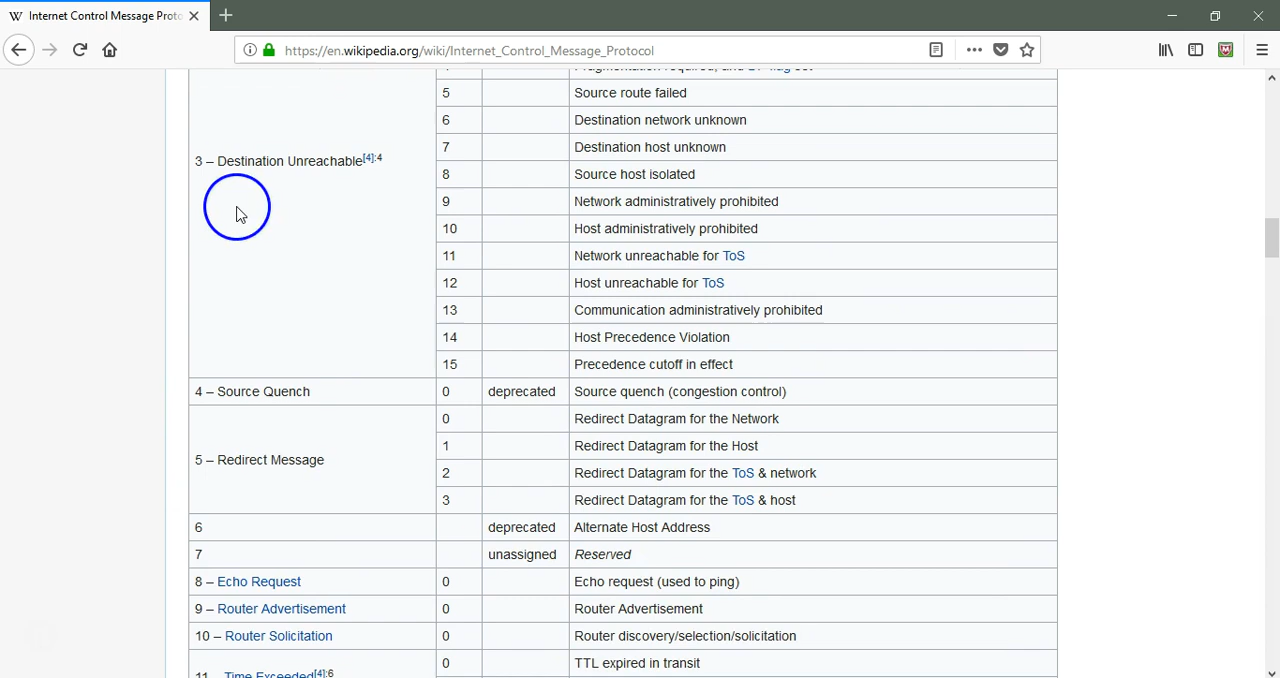 Internet Control Message Proto
https://en.wikipedia.org/wiki/Internet_Control_Message_Protocol
3 – Destination Unreachable[4]:4
5 Source route failed
6 Destination network unknown
7 Destination host unknown
8 Source host isolated
9 Network administratively prohibited
10 Host administratively prohibited
11 Network unreachable for ToS
12 Host unreachable for ToS
13 Communication administratively prohibited
14 Host Precedence Violation
15 Precedence cutoff in effect
4 – Source Quench 0 deprecated Source quench (congestion control)
5 – Redirect Message
0 Redirect Datagram for the Network
1 Redirect Datagram for the Host
2 Redirect Datagram for the ToS & network
3 Redirect Datagram for the ToS & host
6 deprecated Alternate Host Address
7 unassigned Reserved
8 – Echo Request 0 Echo request (used to ping)
9 – Router Advertisement 0 Router Advertisement
10 – Router Solicitation 0 Router discovery/selection/solicitation
0 TTL expired in transit
11 – Time Exceeded[4]:6